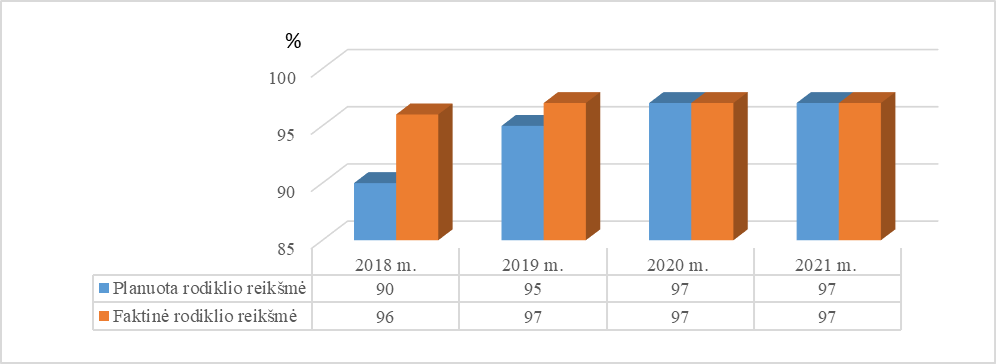 %
100
95
90
85
2018 m. 2019 m. 2020 m. 2021 m.
Planuota rodiklio reikšmė 90 95 97 97
Faktinė rodiklio reikšmė 96 97 97 97